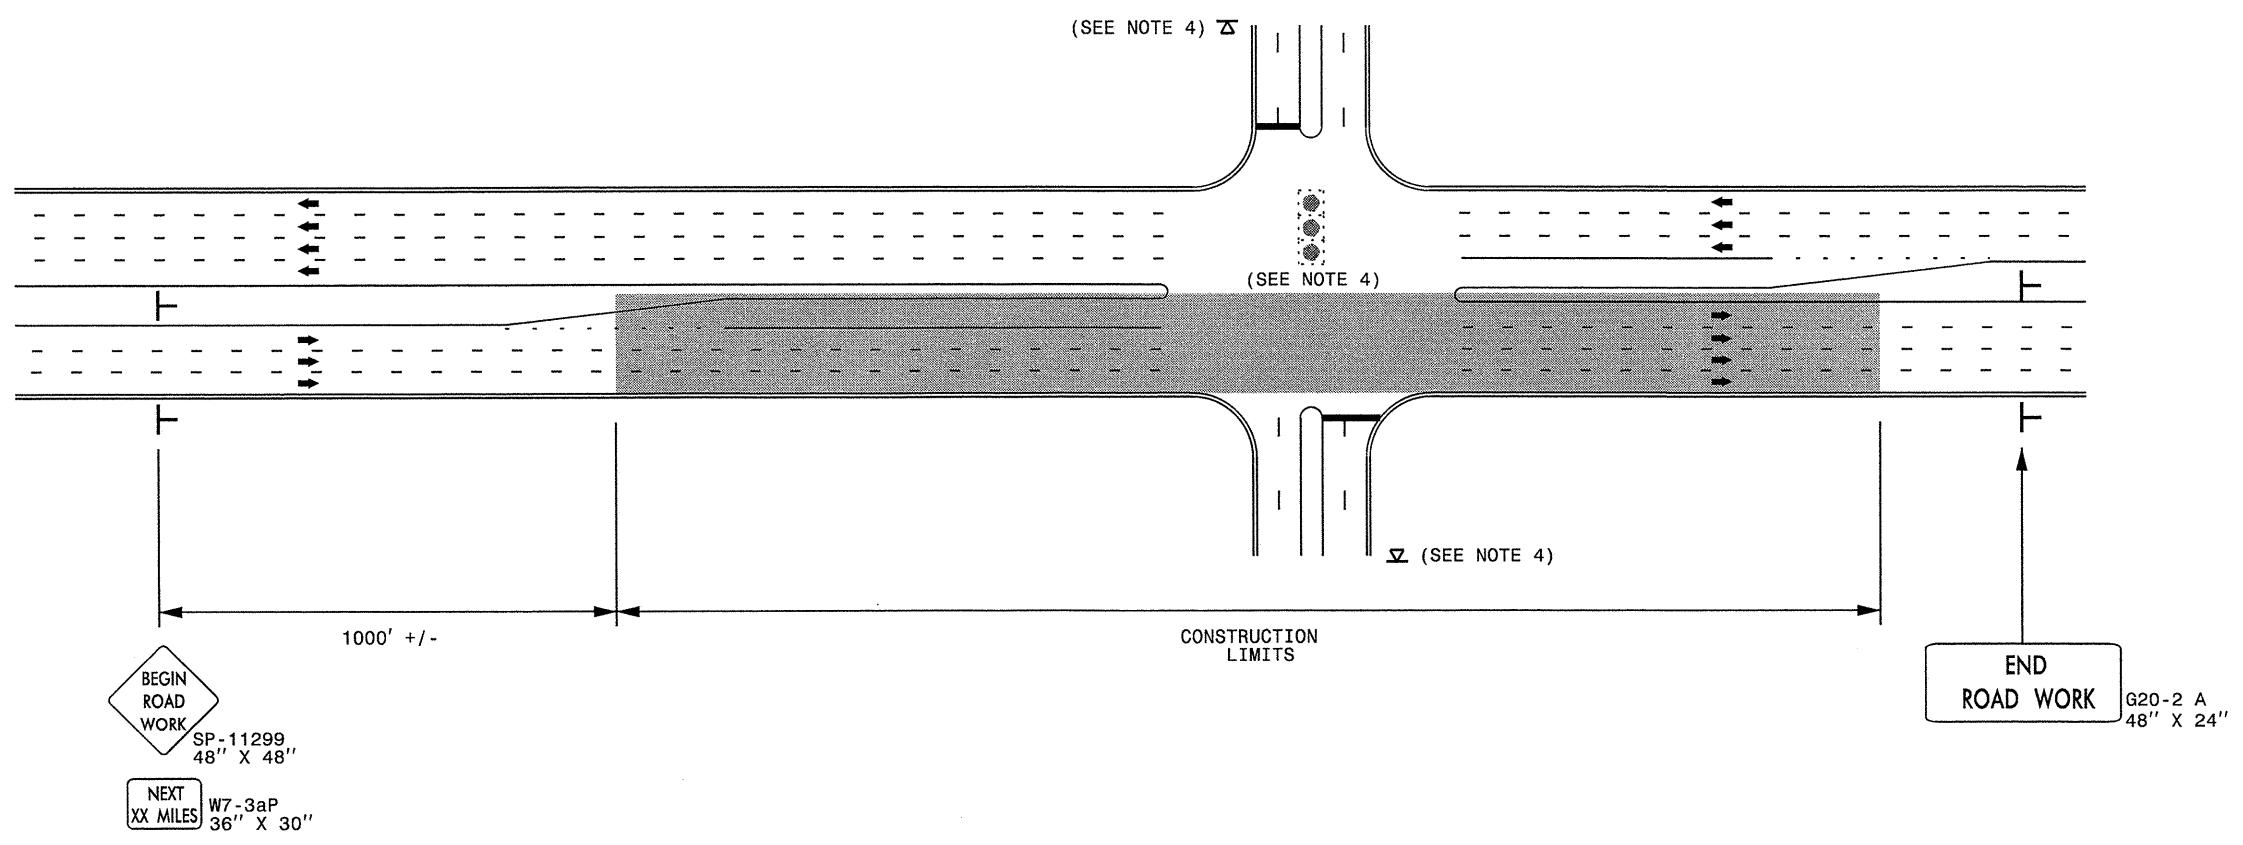 (SEE NOTE 4)
(SEE NOTE 4)
(SEE NOTE 4)
1000' +/-
CONSTRUCTION
LIMITS
BEGIN
ROAD
WORK
SP-11299
48" X 48"
NEXT
XX MILES
W7-3aP
36" X 30"
END
ROAD WORK
G20-2 A
48" X 24"